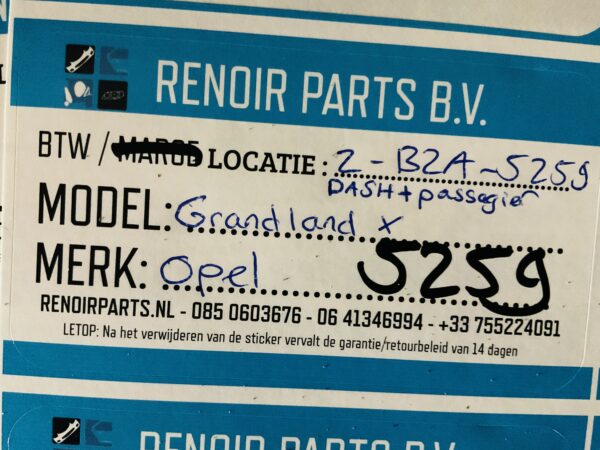 RENOIR PARTS B.V.
BTW / MARGE LOCATIE: 2-B2A-5259
DASH + passagier
MODEL: Grandland x
MERK: Opel 5259
RENOIRPARTS.NL - 085 0603676 - 06 41346994 - +33 755224091
LETOP: Na het verwijderen van de sticker vervalt de garantie/retourbeleid van 14 dagen
RENOIR PARTS B.V.